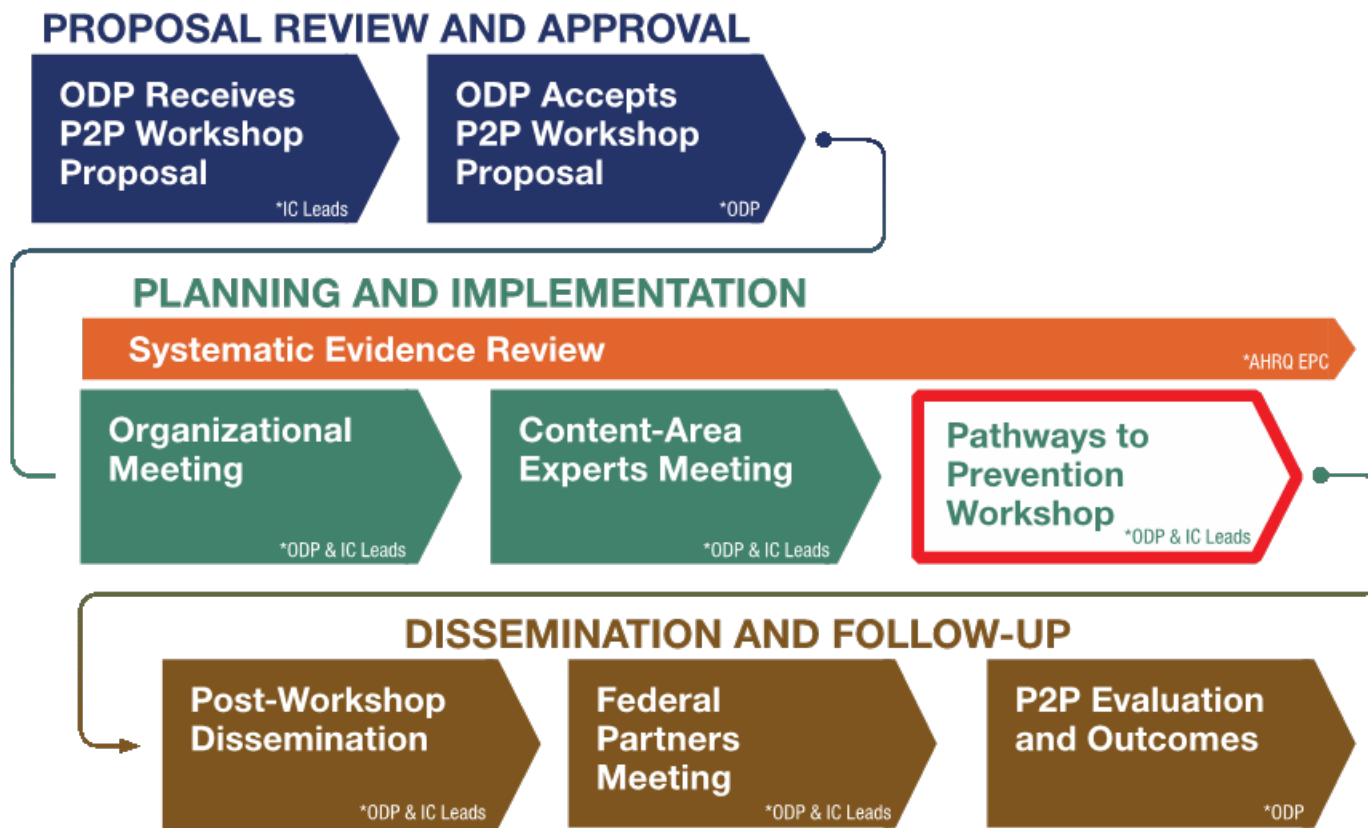 PROPOSAL REVIEW AND APPROVAL
ODP Receives
P2P Workshop
Proposal
*IC Leads
ODP Accepts
P2P Workshop
Proposal
*ODP
PLANNING AND IMPLEMENTATION
Systematic Evidence Review
*AHRQ EPC
Organizational
Meeting
*ODP & IC Leads
Content-Area
Experts Meeting
*ODP & IC Leads
Pathways to
Prevention
Workshop
*ODP & IC Leads
DISSEMINATION AND FOLLOW-UP
Post-Workshop
Dissemination
*ODP & IC Leads
Federal
Partners
Meeting
*ODP & IC Leads
P2P Evaluation
and Outcomes
*ODP